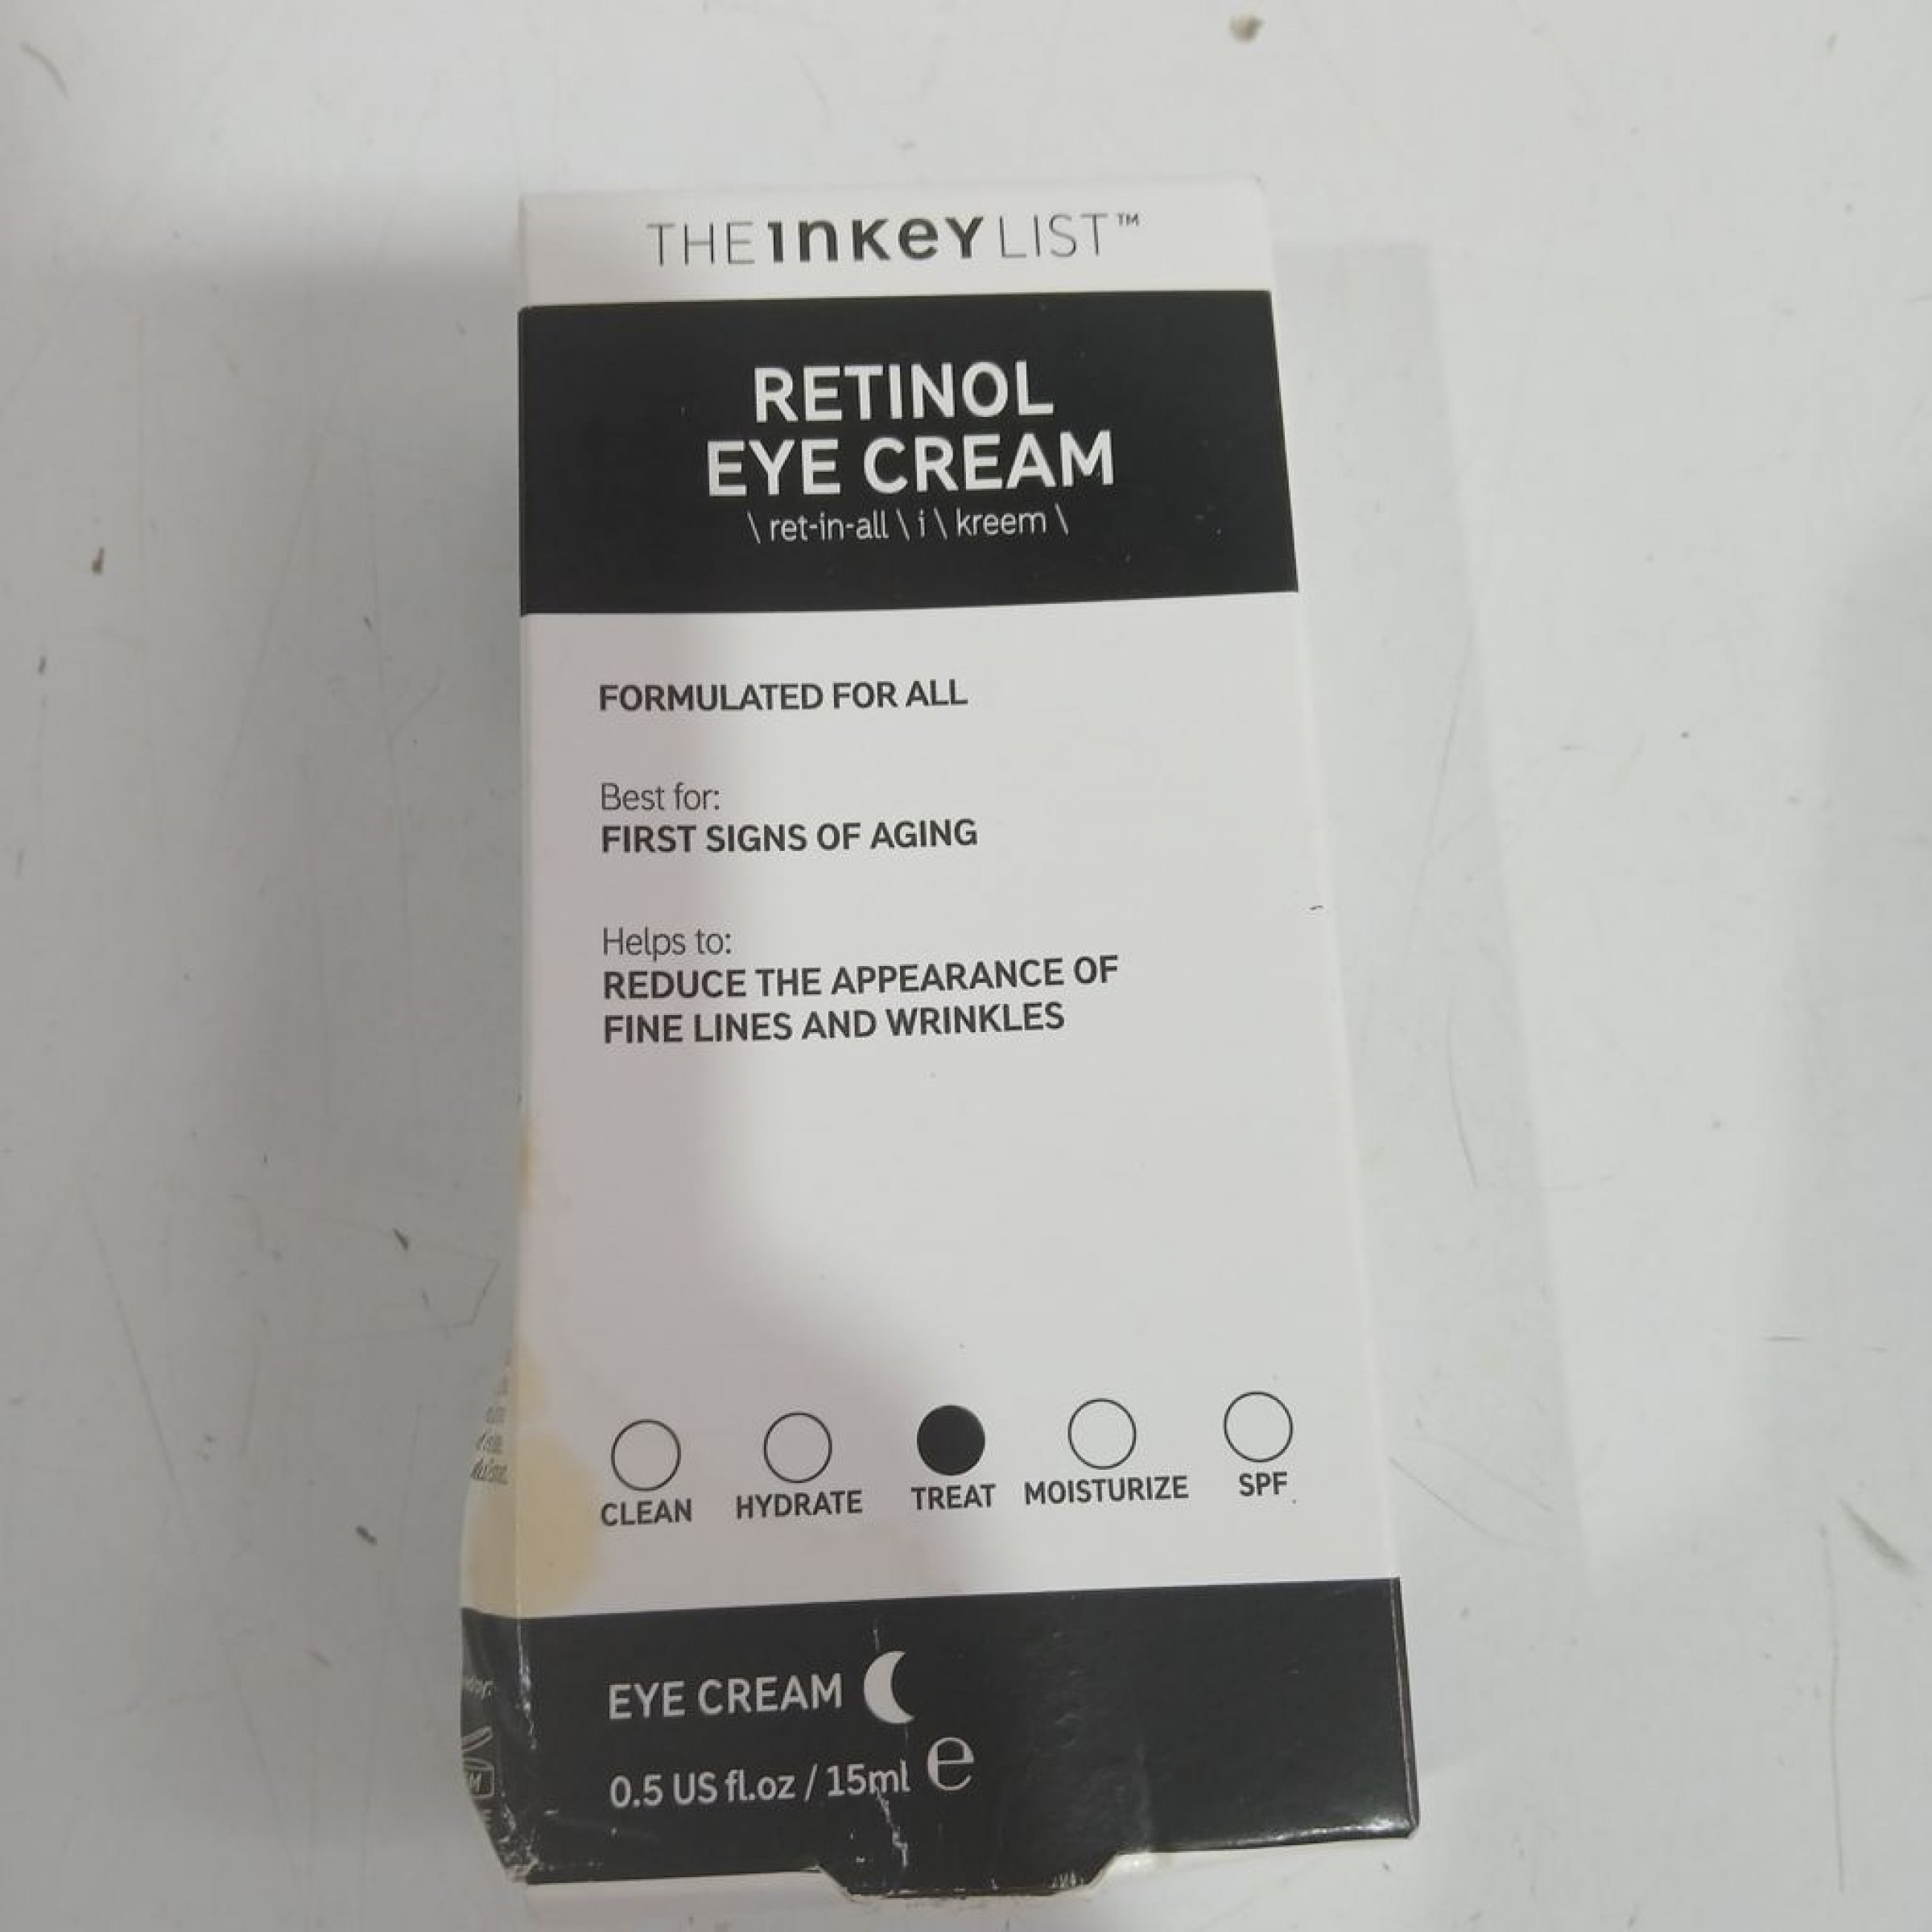 THE INKEY LIST™
RETINOL
EYE CREAM
\ ret-in-all \ i \ kreem \
FORMULATED FOR ALL
Best for:
FIRST SIGNS OF AGING
Helps to:
REDUCE THE APPEARANCE OF
FINE LINES AND WRINKLES
CLEAN HYDRATE TREAT MOISTURIZE SPF
EYE CREAM
0.5 US fl.oz / 15ml e